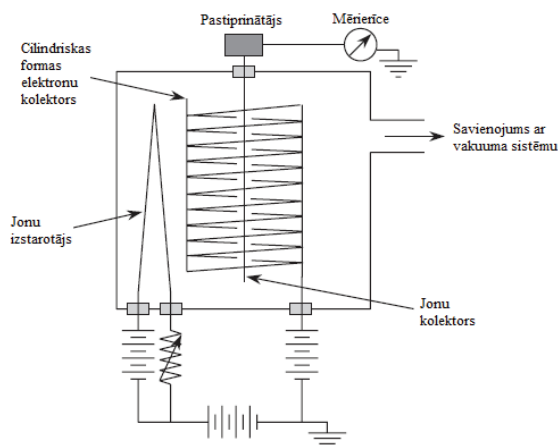 Pastiprinātājs
Mērierīce
Cilindriskas
formas
elektronu
kolektors
Savienojums ar
vakuuma sistēmu
Jonu
izstarotājs
Jonu
kolektors